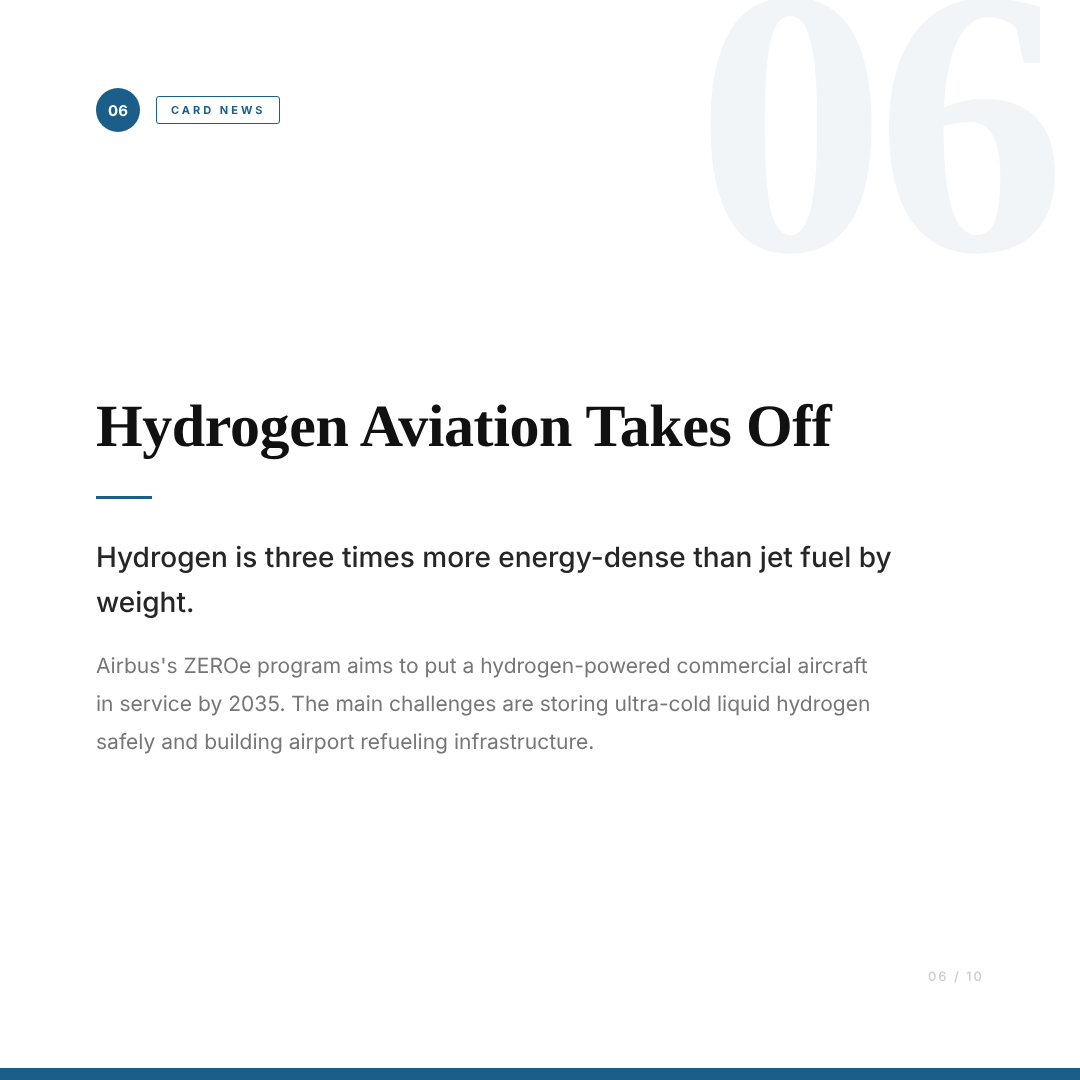 06
06
CARD NEWS
Hydrogen Aviation Takes Off
Hydrogen is three times more energy-dense than jet fuel by
weight.
Airbus's ZEROe program aims to put a hydrogen-powered commercial aircraft
in service by 2035. The main challenges are storing ultra-cold liquid hydrogen
safely and building airport refueling infrastructure.
06 / 10